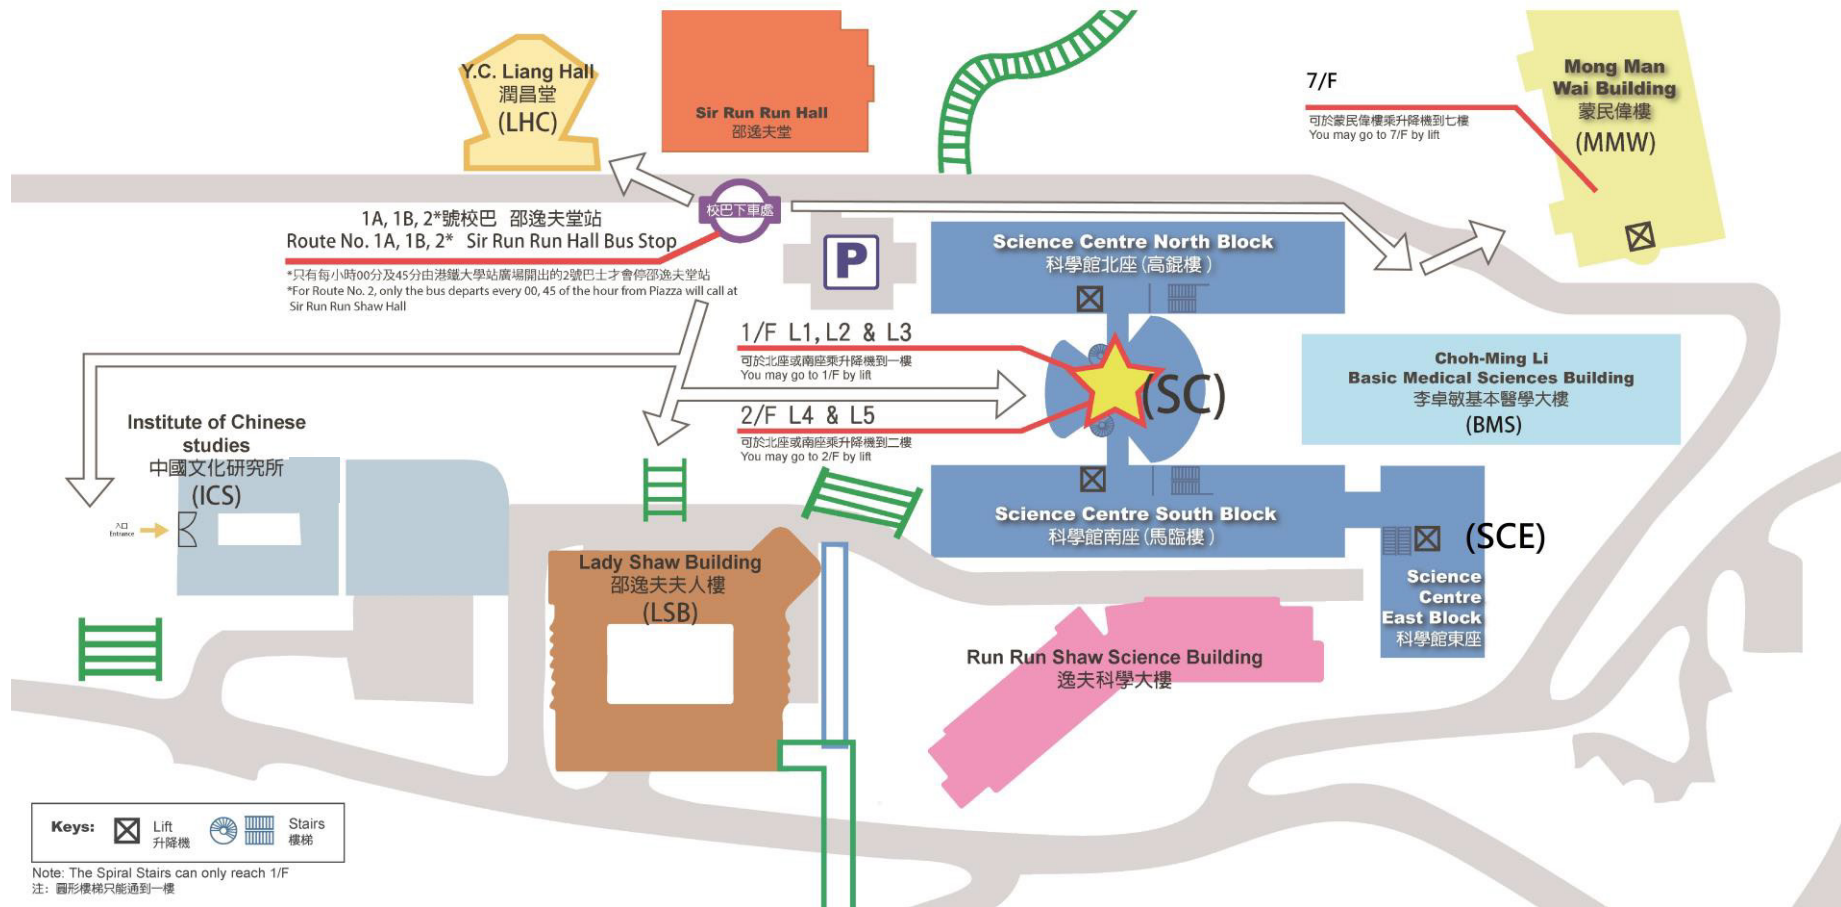 Y.C. Liang Hall
潤昌堂
(LHC)
Sir Run Run Hall
邵逸夫堂
7/F
可於蒙民偉樓乘升降機到七樓
You may go to 7/F by lift
Mong Man
Wai Building
蒙民偉樓
(MMW)
校巴下車處
1A, 1B, 2*號校巴 邵逸夫堂站
Route No. 1A, 1B, 2* Sir Run Run Hall Bus Stop
*只有每小時00分及45分由港鐵大學站廣場開出的2號巴士才會停邵逸夫堂站
*For Route No. 2, only the bus departs every 00, 45 of the hour from Piazza will call at
Sir Run Run Shaw Hall
P
Science Centre North Block
科學館北座(高錕樓)
1/F L1, L2 & L3
可於北座或南座乘升降機到一樓
You may go to 1/F by lift
(SC)
2/F L4 & L5
可於北座或南座乘升降機到二樓
You may go to 2/F by lift
Choh-Ming Li
Basic Medical Sciences Building
李卓敏基本醫學大樓
(BMS)
Institute of Chinese
studies
中國文化研究所
(ICS)
入口
Entrance
Science Centre South Block
科學館南座(馬臨樓)
(SCE)
Science
Centre
East Block
科學館東座
Lady Shaw Building
邵逸夫夫人樓
(LSB)
Run Run Shaw Science Building
逸夫科學大樓
Keys:
Lift
升降機
Stairs
樓梯
Note: The Spiral Stairs can only reach 1/F
注: 圓形樓梯只能通到一樓